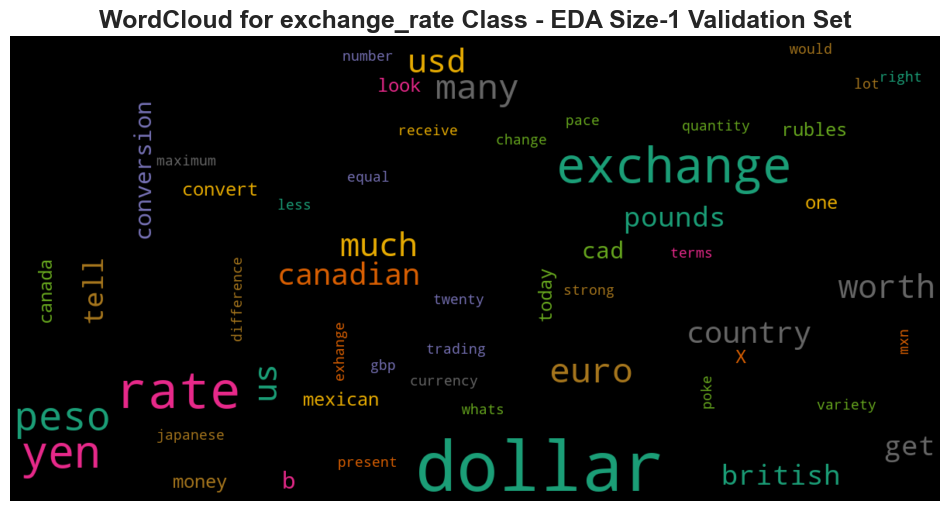 WordCloud for exchange_rate Class - EDA Size-1 Validation Set
number
usd
would
look
many
lot
right
conversion
receive
change
pace
quantity
rubles
maximum
convert
equal
exchange
less
pounds
one
much
cad
terms
canada
tell
difference
canadian
today
strong
worth
twenty
exhange
trading
country
X
mxn
rate
us
gbp
currency
euro
mexican
poke
peso
whats
variety
japanese
yen
present
dollar
get
money
b
british